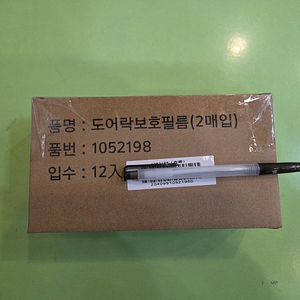 품명 : 도어락보호필름(2매입)
품번 : 1052198
입수 : 12入